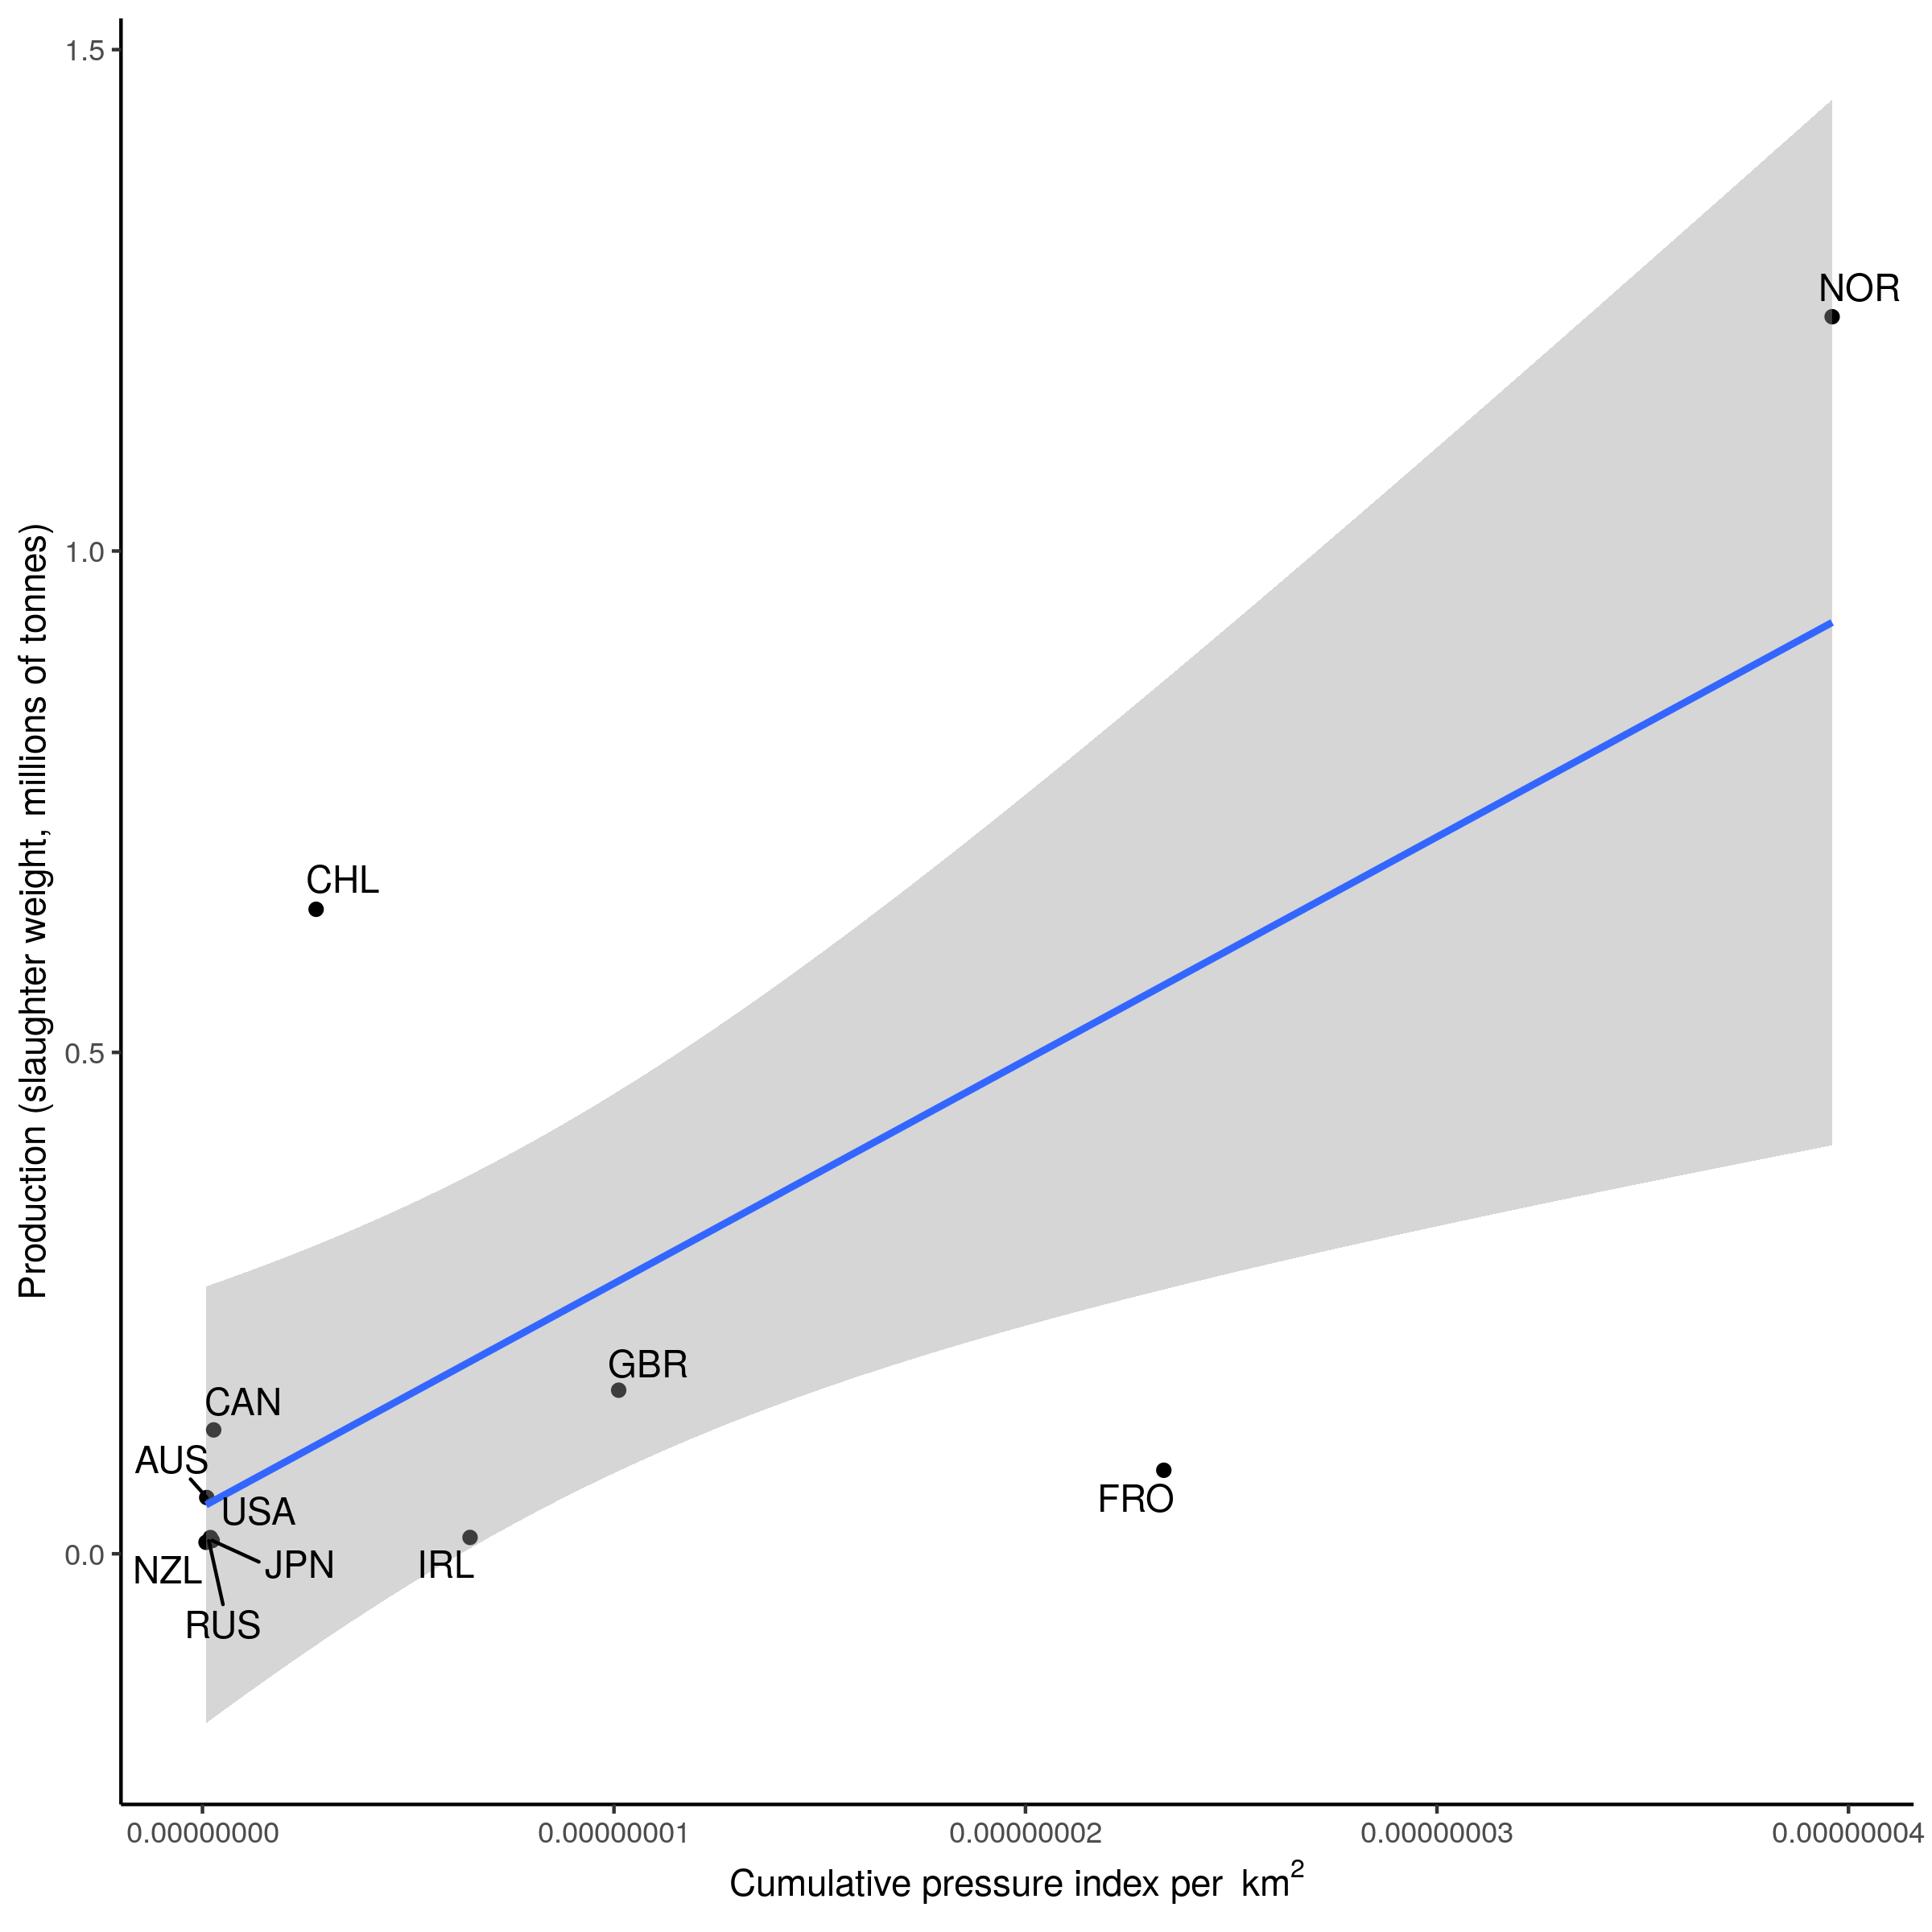 1.5
1.0
0.5
0.0
Production (slaughter weight, millions of tonnes)
NOR
CHL
GBR
CAN
AUS
USA
FRO
JPN
IRL
NZL
RUS
0.00000000
0.00000001
0.00000002
0.00000003
0.00000004
Cumulative pressure index per km²